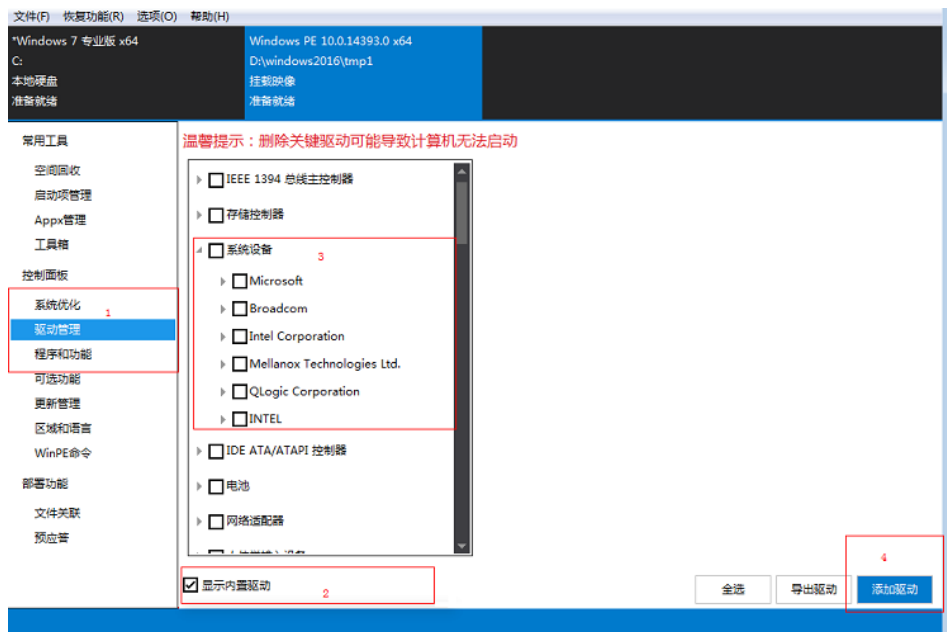 文件(F) 恢复功能(R) 选项(O) 帮助(H)
*Windows 7 专业版 x64
C:
本地硬盘
准备就绪
Windows PE 10.0.14393.0 x64
D:\windows2016\tmp1
挂载映像
准备就绪
常用工具
空间回收
启动项管理
Appx管理
工具箱
控制面板
系统优化
1
驱动管理
程序和功能
可选功能
更新管理
区域和语言
WinPE命令
部署功能
文件关联
预应答
温馨提示：删除关键驱动可能导致计算机无法启动
IEEE 1394 总线主控制器
存储控制器
系统设备
3
Microsoft
Broadcom
Intel Corporation
Mellanox Technologies Ltd.
QLogic Corporation
INTEL
IDE ATA/ATAPI 控制器
电池
网络适配器
显示内置驱动
2
4
全选 导出驱动 添加驱动